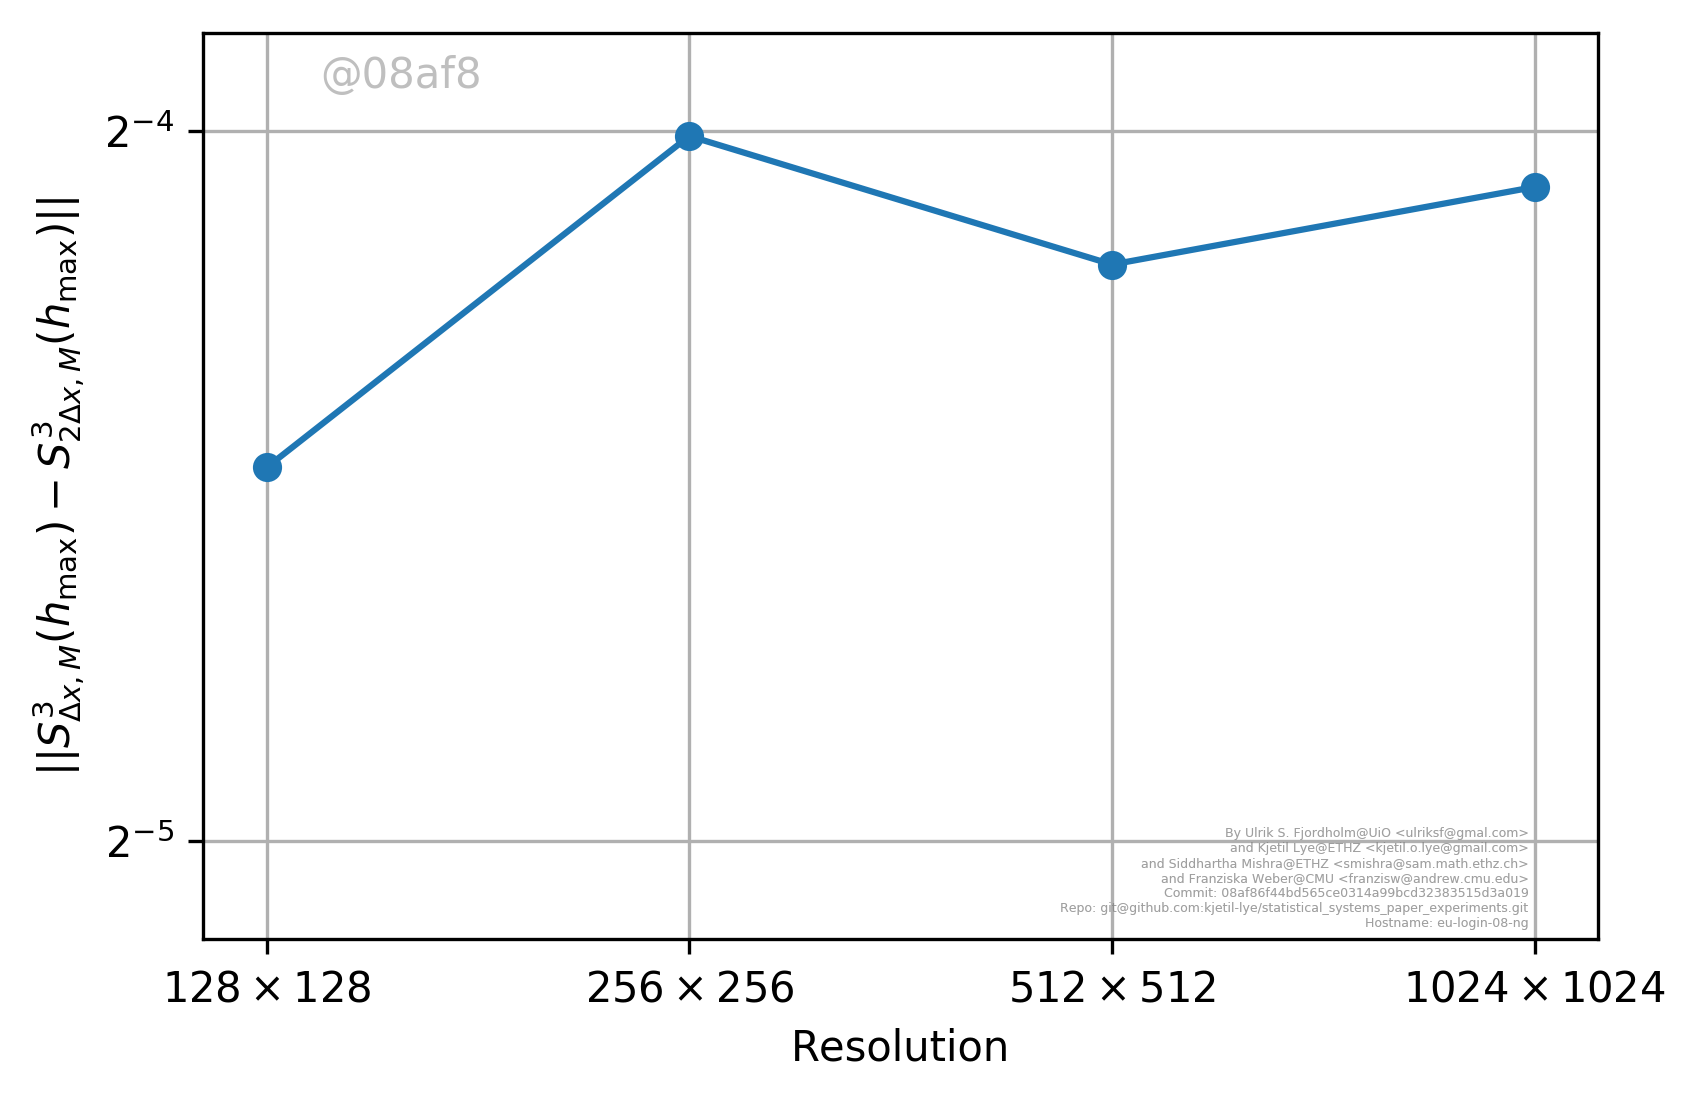 @08af8
2⁻⁴
2⁻⁵
||S³_{Δx,M}(h_max) − S³_{2Δx,M}(h_max)||
By Ulrik S. Fjordholm@UiO <ulriksf@gmal.com>
and Kjetil Lye@ETHZ <kjetil.o.lye@gmail.com>
and Siddhartha Mishra@ETHZ <smishra@sam.math.ethz.ch>
and Franziska Weber@CMU <franzisw@andrew.cmu.edu>
Commit: 08af86f44bd565ce0314a99bcd32383515d3a019
Repo: git@github.com:kjetil-lye/statistical_systems_paper_experiments.git
Hostname: eu-login-08-ng
128 × 128 256 × 256 512 × 512 1024 × 1024
Resolution